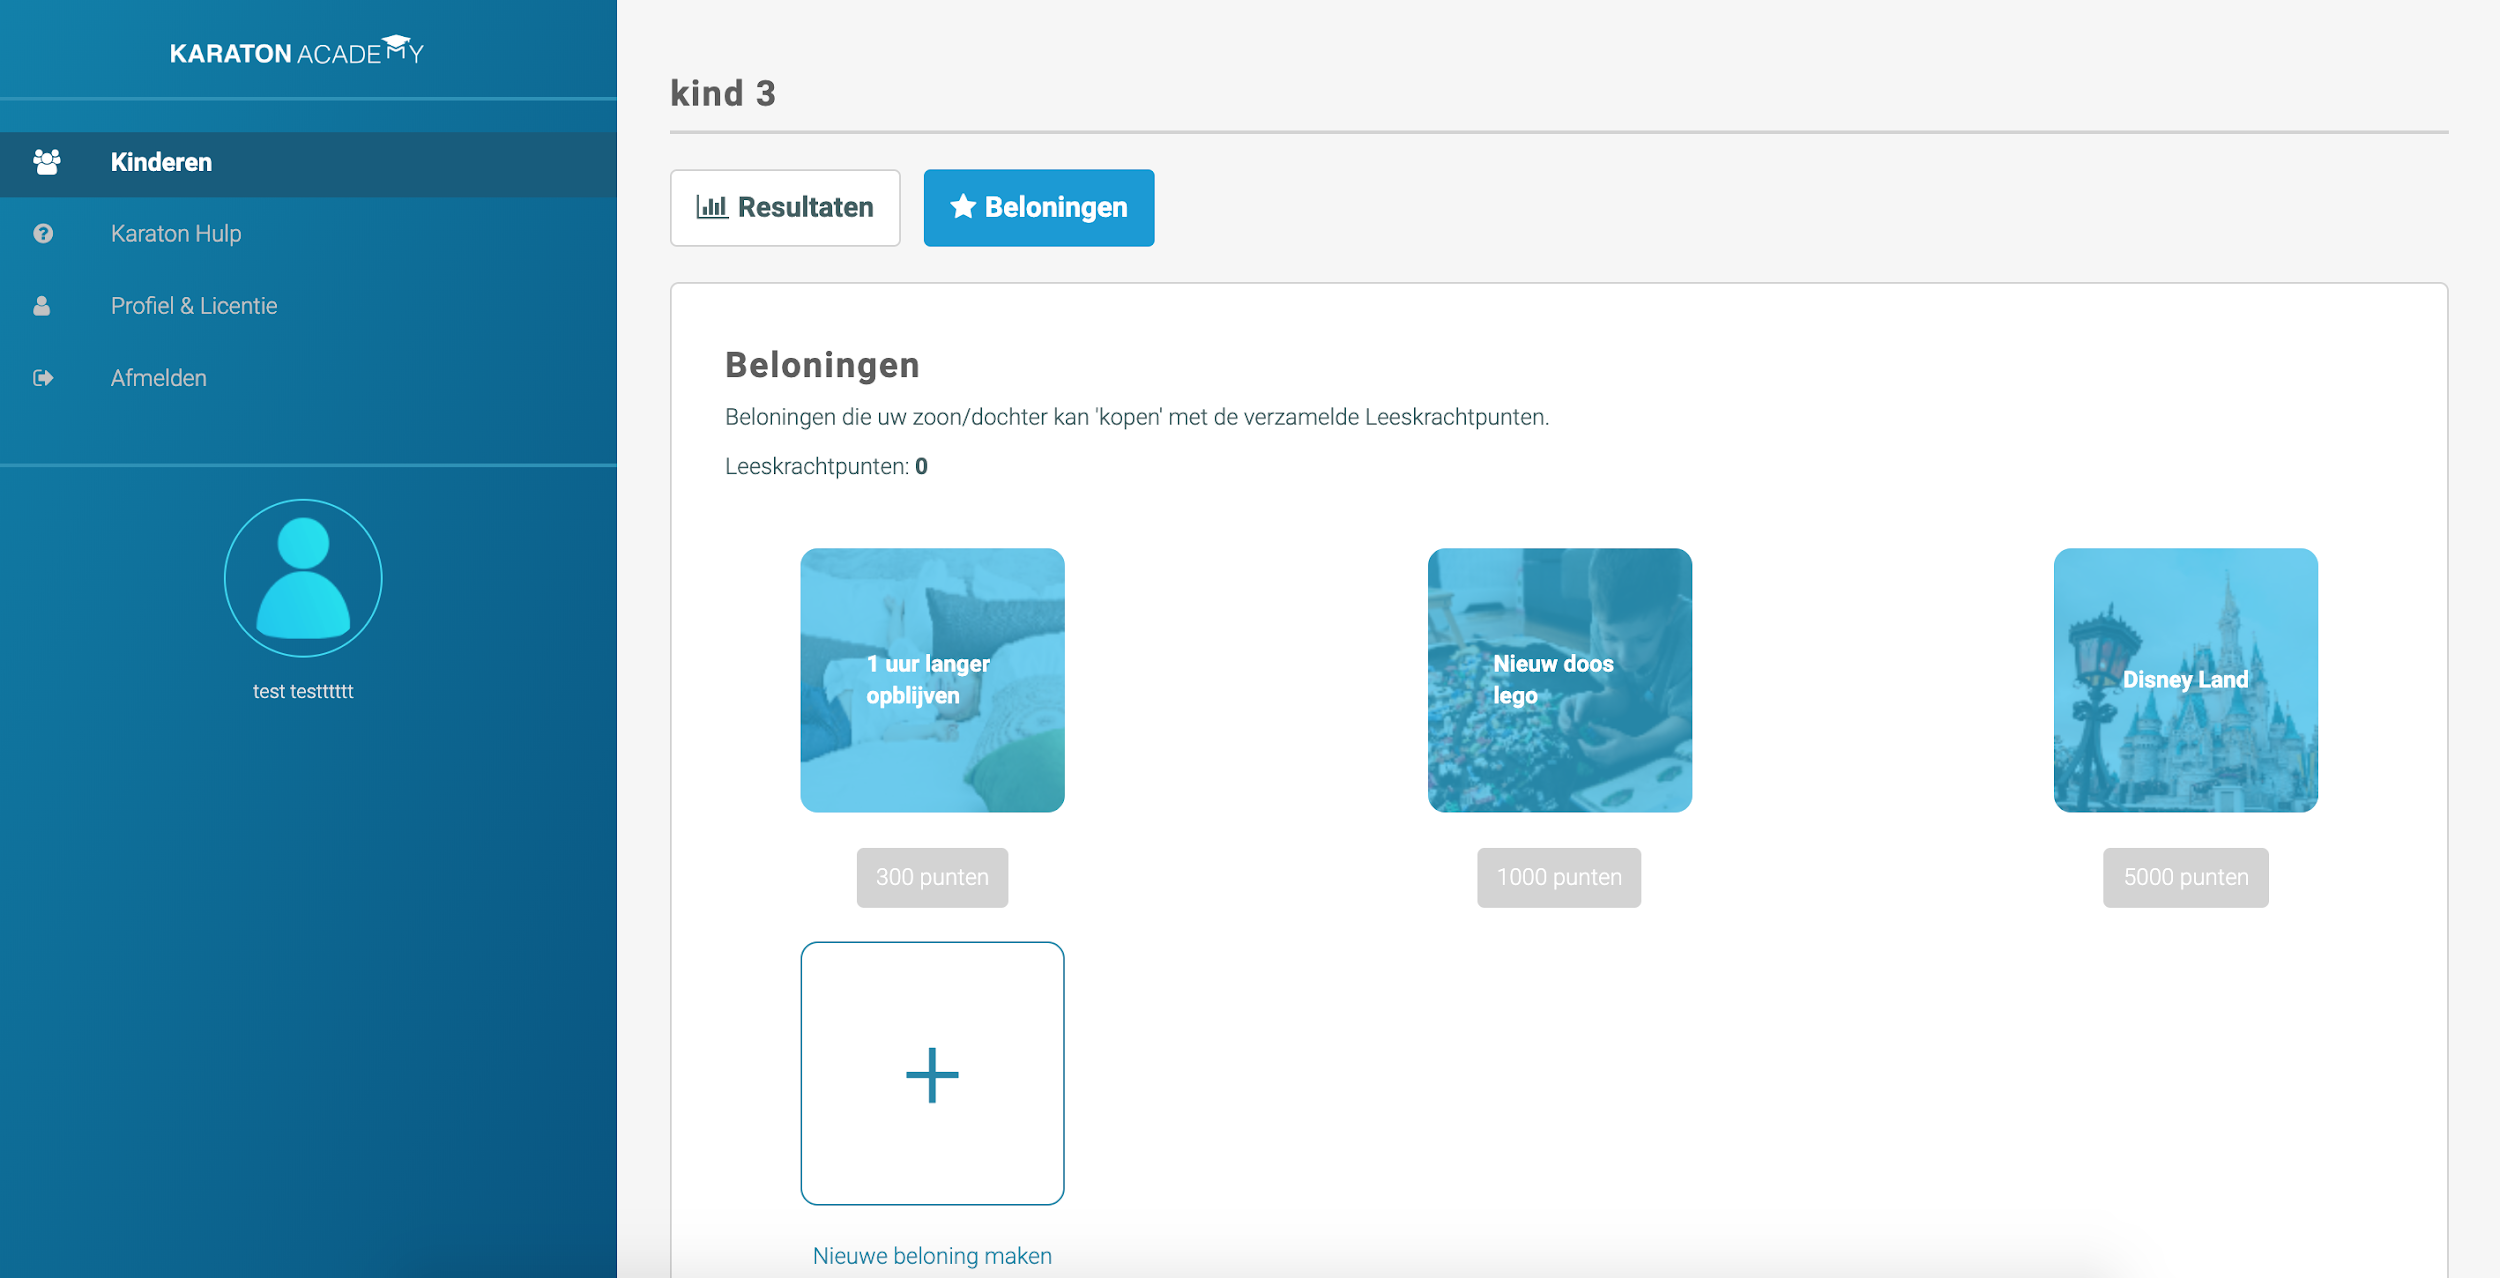 KARATON ACADEMY
Kinderen
Karaton Hulp
Profiel & Licentie
Afmelden
test testttttt
kind 3
Resultaten
Beloningen
Beloningen
Beloningen die uw zoon/dochter kan 'kopen' met de verzamelde Leeskrachtpunten.
Leeskrachtpunten: 0
1 uur langer
opblijven
Nieuw doos
lego
Disney Land
300 punten
1000 punten
5000 punten
Nieuwe beloning maken